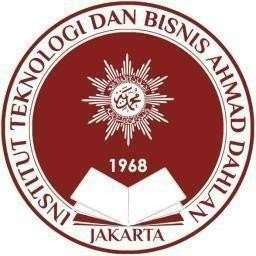 INSTITUT TEKNOLOGI DAN BISNIS AHMAD DAHLAN
1968
JAKARTA